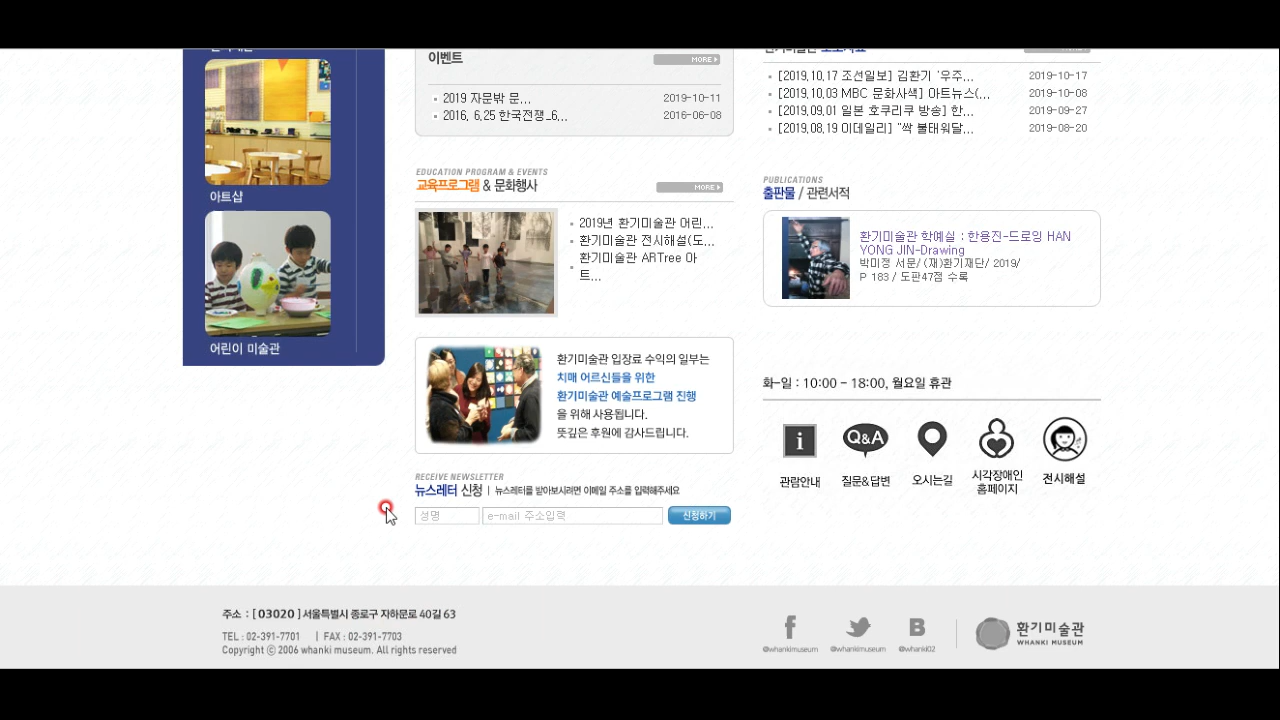 아트샵
어린이 미술관
이벤트
MORE
2019 자문밖 문,,, 2019-10-11
2016, 6,25 한국전쟁_6,,, 2016-06-08
EDUCATION PROGRAM & EVENTS
교육프로그램 & 문화행사
MORE
2019년 환기미술관 어린,,,
환기미술관 전시해설(도,,,
환기미술관 ARTree 아
트,,,
환기미술관 입장료 수익의 일부는
치매 어르신들을 위한
환기미술관 예술프로그램 진행
을 위해 사용됩니다.
뜻깊은 후원에 감사드립니다.
RECEIVE NEWSLETTER
뉴스레터 신청 | 뉴스레터를 받아보시려면 이메일 주소를 입력해주세요
성명 e-mail 주소입력 신청하기
[2019,10,17 조선일보] 김환기 '우주,,, 2019-10-17
[2019,10,03 MBC 문화사색] 아트뉴스(,,, 2019-10-08
[2019,09,01 일본 호쿠리쿠 방송] 한,,, 2019-09-27
[2019,08,19 이데일리] "싹 불태워달,,, 2019-08-20
PUBLICATIONS
출판물 / 관련서적
환기미술관 학예실 : 한용진-드로잉 HAN
YONG JIN-Drawing
박미정 서문/ (재)환기재단/ 2019/
P 183 / 도판47점 수록
화-일 : 10:00 - 18:00, 월요일 휴관
i Q&A
관람안내 질문&답변 오시는길 시각장애인 홈페이지 전시해설
주소 : [ 03020 ] 서울특별시 종로구 자하문로 40길 63
TEL : 02-391-7701 | FAX : 02-391-7703
Copyright ⓒ 2006 whanki museum. All rights reserved
@whankimuseum @whankimuseum @whanki02
환기미술관
WHANKI MUSEUM